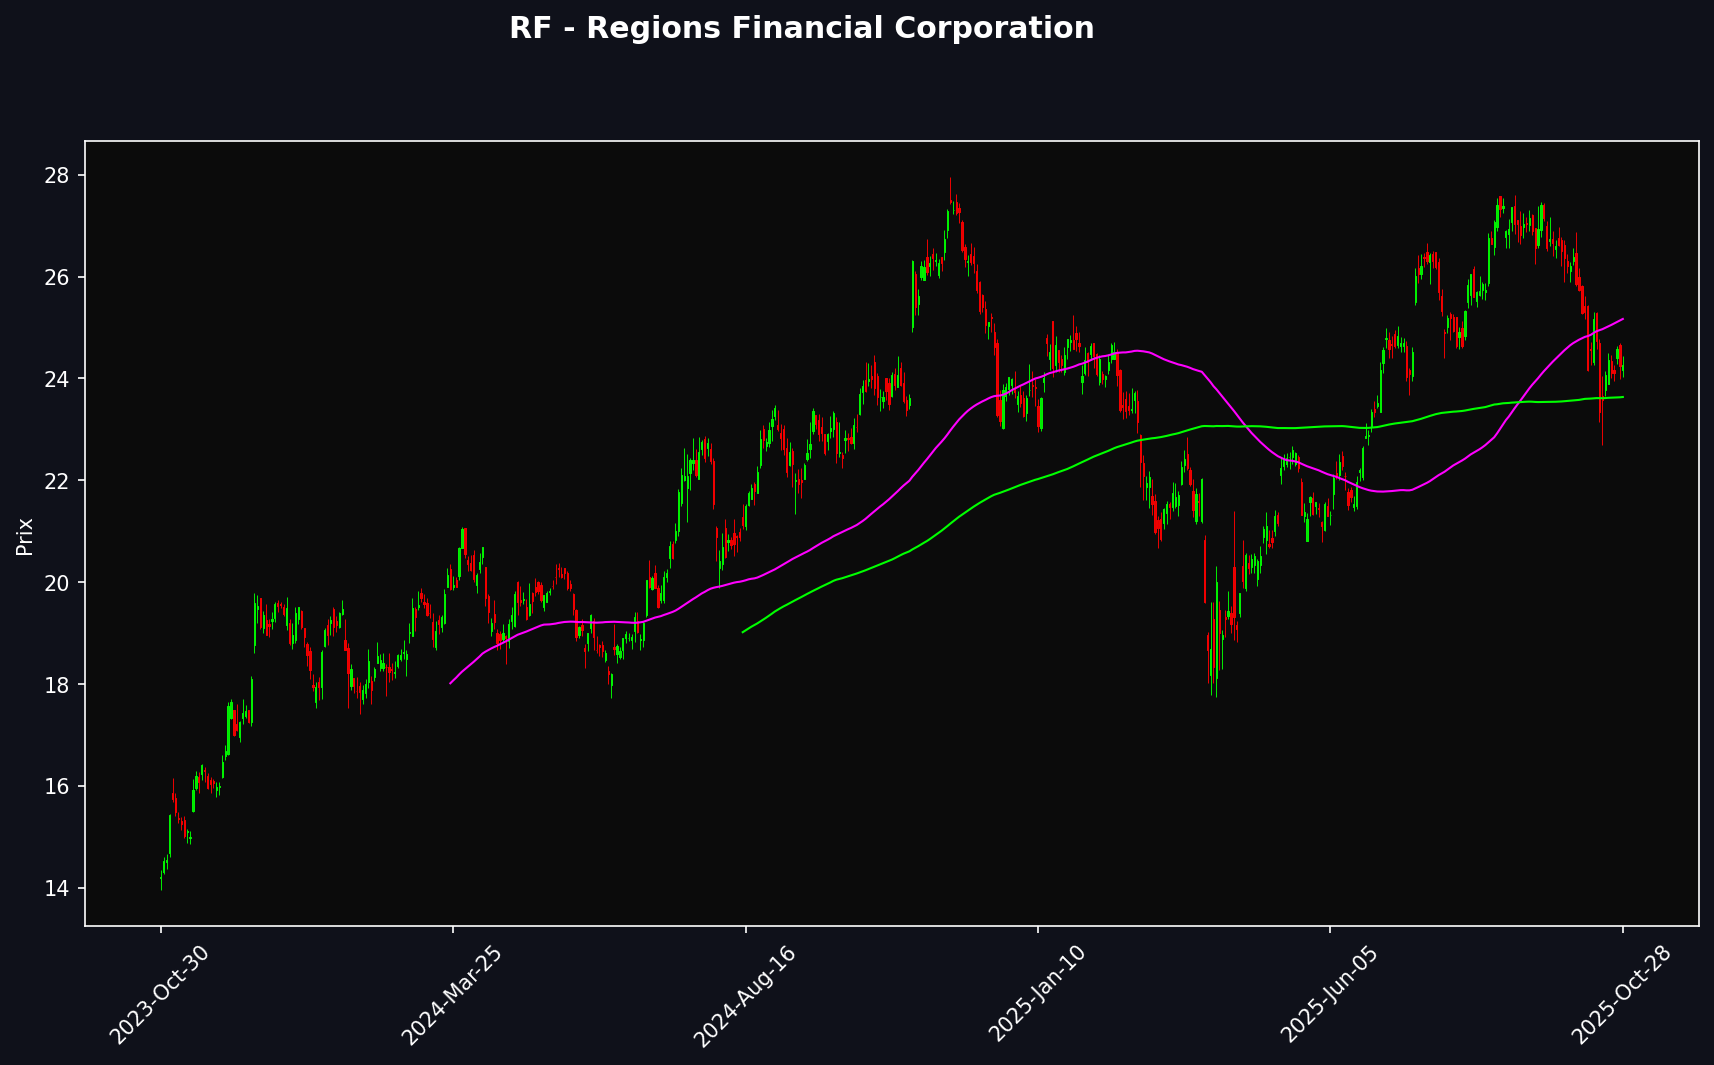 RF - Regions Financial Corporation
Prix
28
26
24
22
20
18
16
14
2023-Oct-30
2024-Mar-25
2024-Aug-16
2025-Jan-10
2025-Jun-05
2025-Oct-28